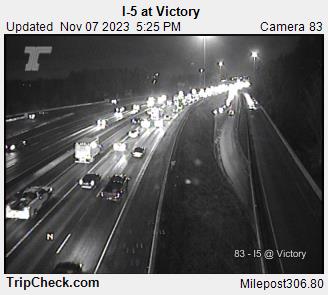 I-5 at Victory
Updated Nov 07 2023 5:25 PM Camera 83
T
N
83 - I5 @ Victory
TripCheck.com Milepost306.80